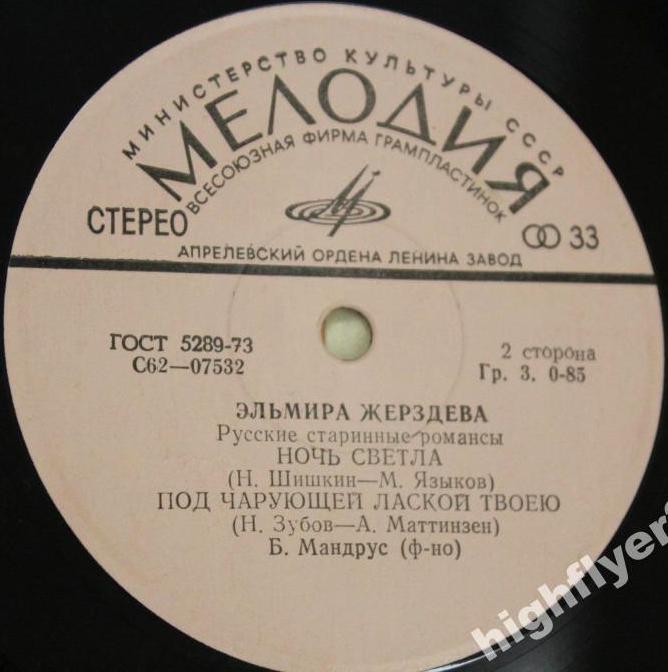 МИНИСТЕРСТВО КУЛЬТУРЫ СССР
МЕЛОДИЯ
ВСЕСОЮЗНАЯ ФИРМА ГРАМПЛАСТИНОК
СТЕРЕО
33
АПРЕЛЕВСКИЙ ОРДЕНА ЛЕНИНА ЗАВОД
ГОСТ 5289-73
С62—07532
2 сторона
Гр. 3. 0-85
ЭЛЬМИРА ЖЕРЗДЕВА
Русские старинные романсы
НОЧЬ СВЕТЛА
(Н. Шишкин—М. Языков)
ПОД ЧАРУЮЩЕЙ ЛАСКОЙ ТВОЕЮ
(Н. Зубов—А. Маттинзен)
Б. Мандрус (ф-но)
highflyer